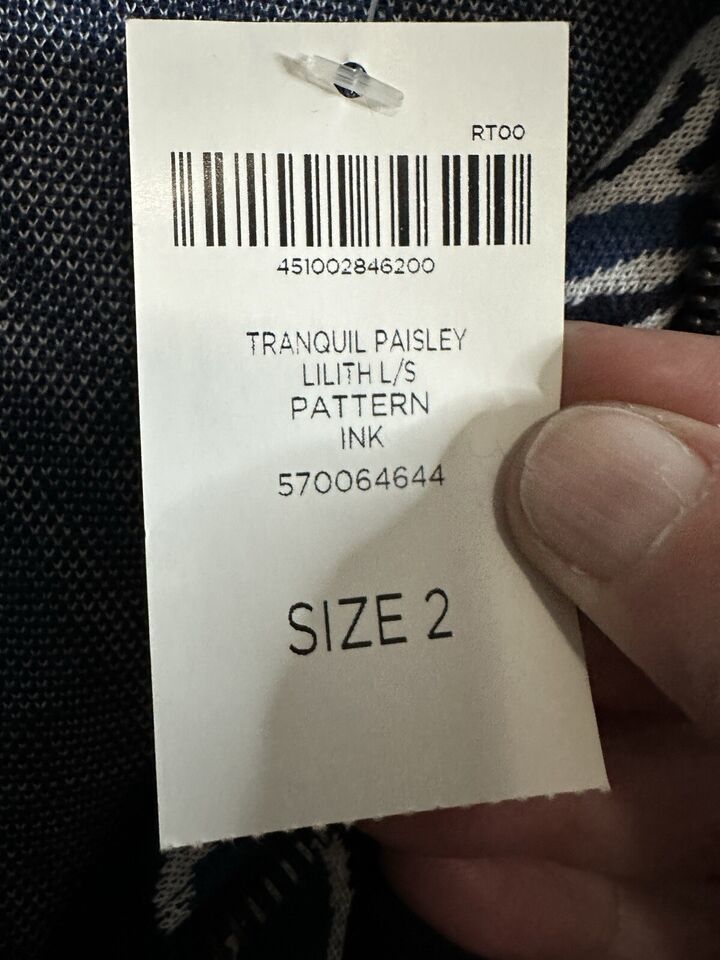 RT00
451002846200
TRANQUIL PAISLEY
LILITH L/S
PATTERN
INK
570064644
SIZE 2